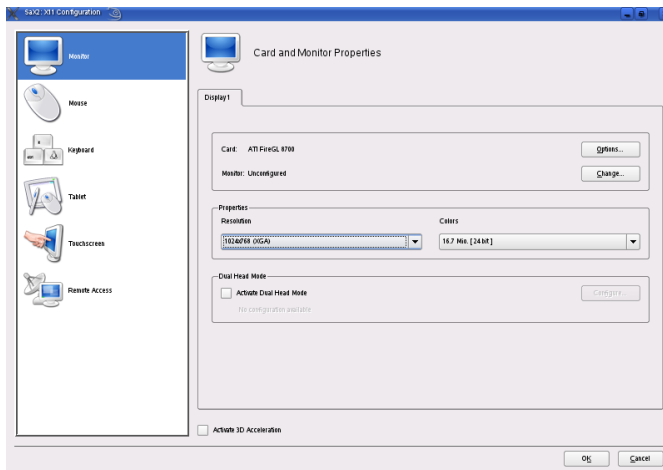 SaX2: X11 Configuration
Monitor
Mouse
Keyboard
Tablet
Touchscreen
Remote Access
Card and Monitor Properties
Display1
Card: ATI FireGL 8700
Options...
Monitor: Unconfigured
Change...
Properties
Resolution
Colors
1024x768 (XGA)
16.7 Mio. [ 24 bit ]
Dual Head Mode
Activate Dual Head Mode
Configure...
No configuration available
Activate 3D Acceleration
OK
Cancel